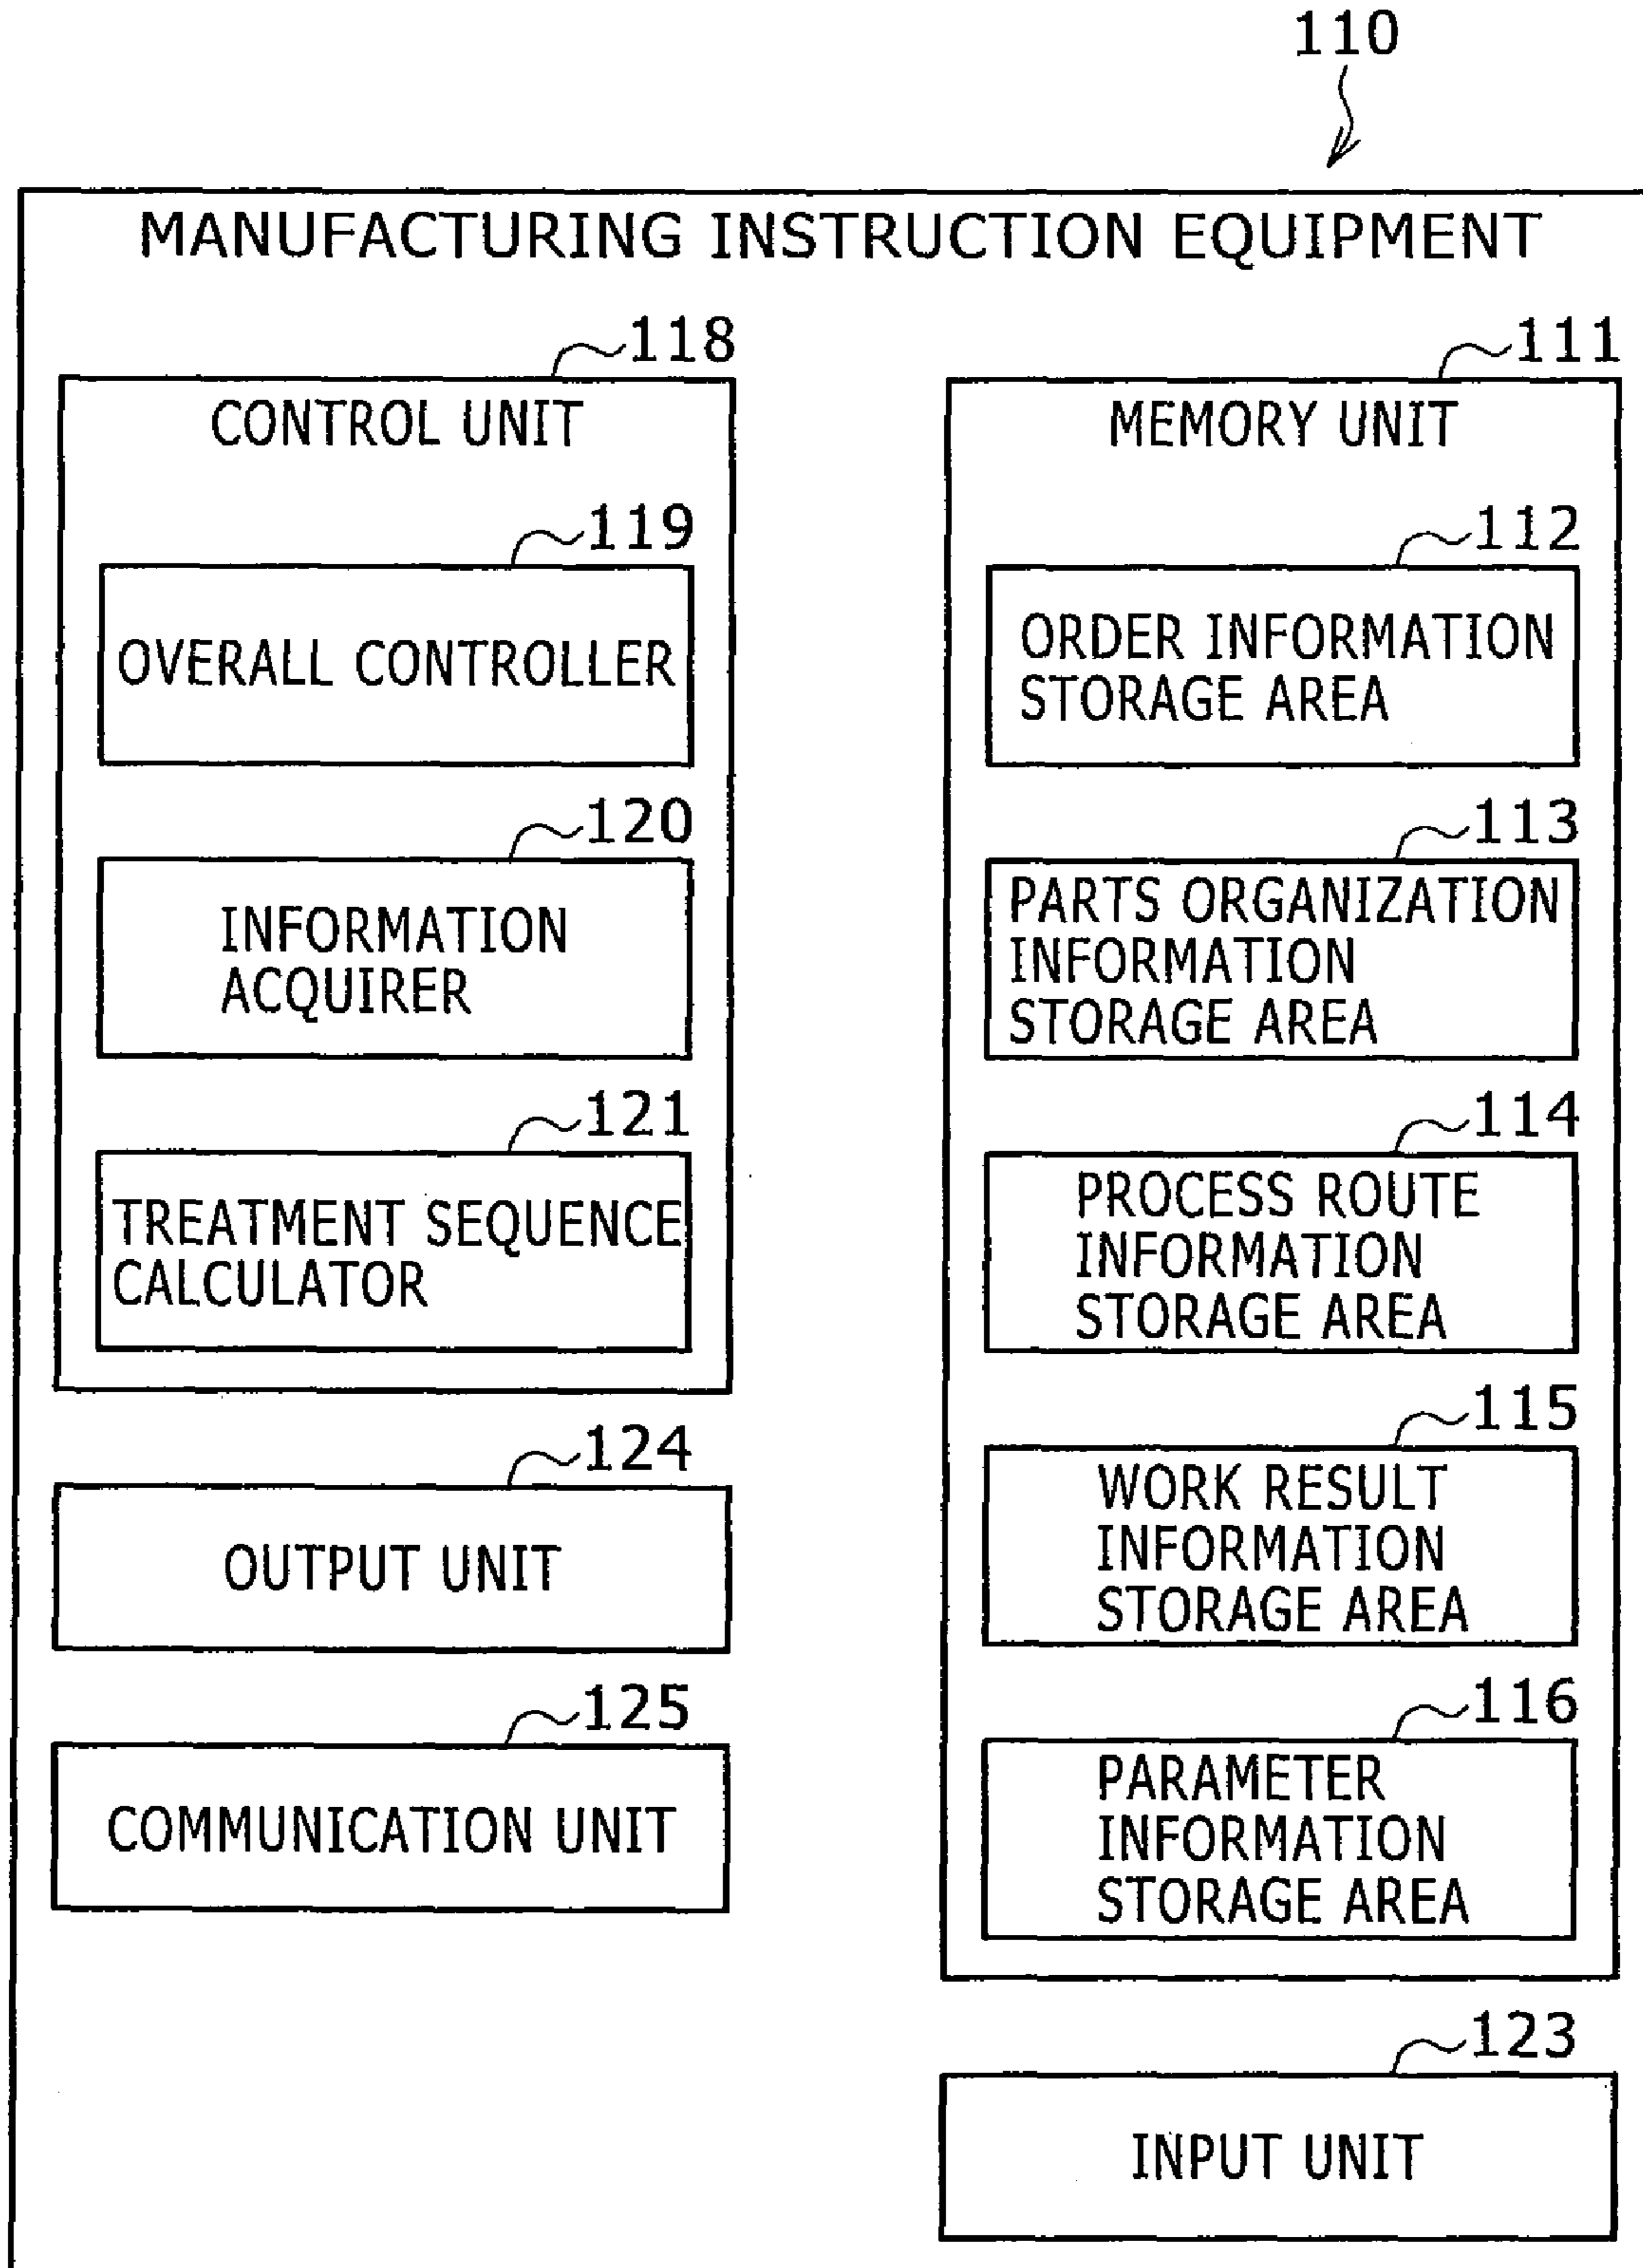 110
MANUFACTURING INSTRUCTION EQUIPMENT
118
CONTROL UNIT
119
OVERALL CONTROLLER
120
INFORMATION
ACQUIRER
121
TREATMENT SEQUENCE
CALCULATOR
124
OUTPUT UNIT
125
COMMUNICATION UNIT
111
MEMORY UNIT
112
ORDER INFORMATION
STORAGE AREA
113
PARTS ORGANIZATION
INFORMATION
STORAGE AREA
114
PROCESS ROUTE
INFORMATION
STORAGE AREA
115
WORK RESULT
INFORMATION
STORAGE AREA
116
PARAMETER
INFORMATION
STORAGE AREA
123
INPUT UNIT